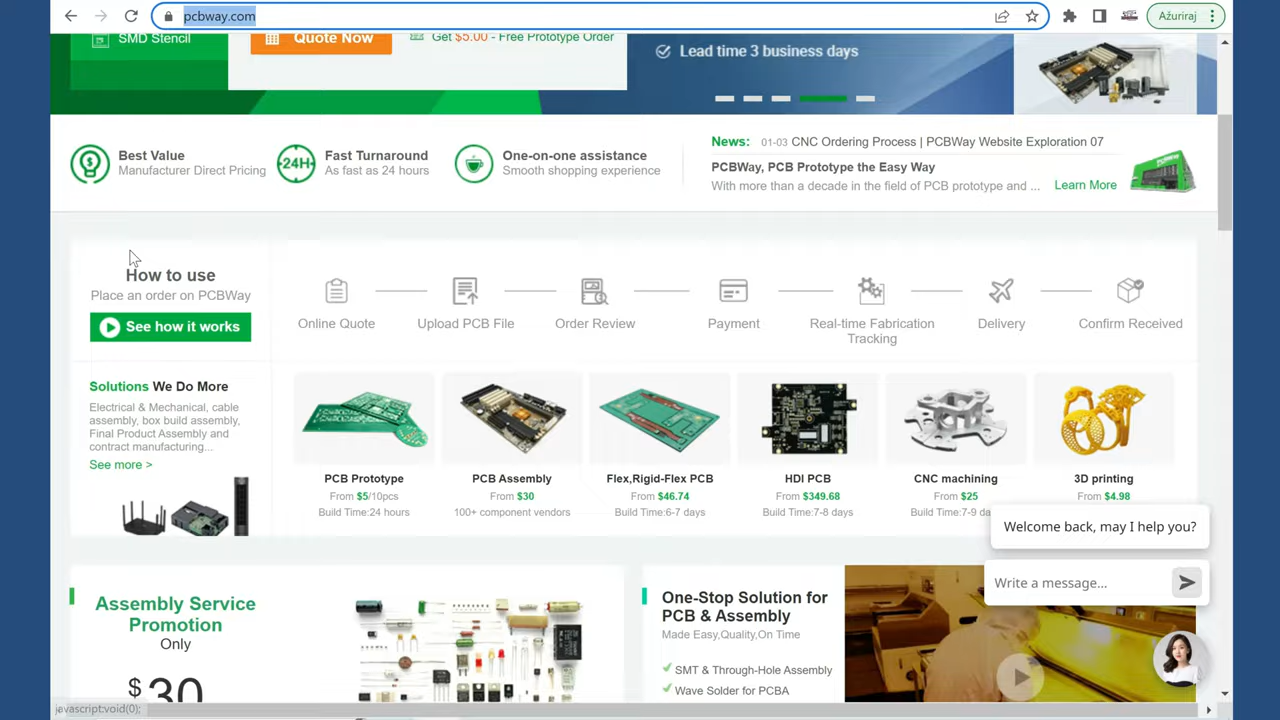 pcbway.com
Ažuriraj
SMD Stencil
Quote Now
Get $5.00 - Free Prototype Order
Lead time 3 business days
Best Value
Manufacturer Direct Pricing
24H
Fast Turnaround
As fast as 24 hours
One-on-one assistance
Smooth shopping experience
News: 01-03 CNC Ordering Process | PCBWay Website Exploration 07
PCBWay, PCB Prototype the Easy Way
With more than a decade in the field of PCB prototype and ... Learn More
How to use
Place an order on PCBWay
See how it works
Online Quote
Upload PCB File
Order Review
Payment
Real-time Fabrication
Tracking
Delivery
Confirm Received
Solutions We Do More
Electrical & Mechanical, cable
assembly, box build assembly,
Final Product Assembly and
contract manufacturing...
See more >
PCB Prototype
From $5/10pcs
Build Time:24 hours
PCB Assembly
From $30
100+ component vendors
Flex,Rigid-Flex PCB
From $46.74
Build Time:6-7 days
HDI PCB
From $349.68
Build Time:7-8 days
CNC machining
From $25
Build Time:7-9 da
3D printing
From $4.98
Welcome back, may I help you?
Write a message...
Assembly Service
Promotion
Only
$30
One-Stop Solution for
PCB & Assembly
Made Easy,Quality,On Time
SMT & Through-Hole Assembly
Wave Solder for PCBA
javascript:void(0);